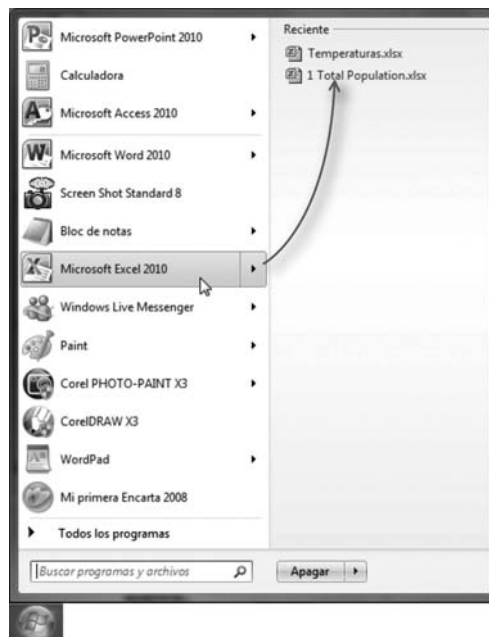 Microsoft PowerPoint 2010
Calculadora
Microsoft Access 2010
Microsoft Word 2010
Screen Shot Standard 8
Bloc de notas
Microsoft Excel 2010
Windows Live Messenger
Paint
Corel PHOTO-PAINT X3
CorelDRAW X3
WordPad
Mi primera Encarta 2008
Todos los programas
Buscar programas y archivos
Reciente
Temperaturas.xlsx
1 Total Population.xlsx
Apagar